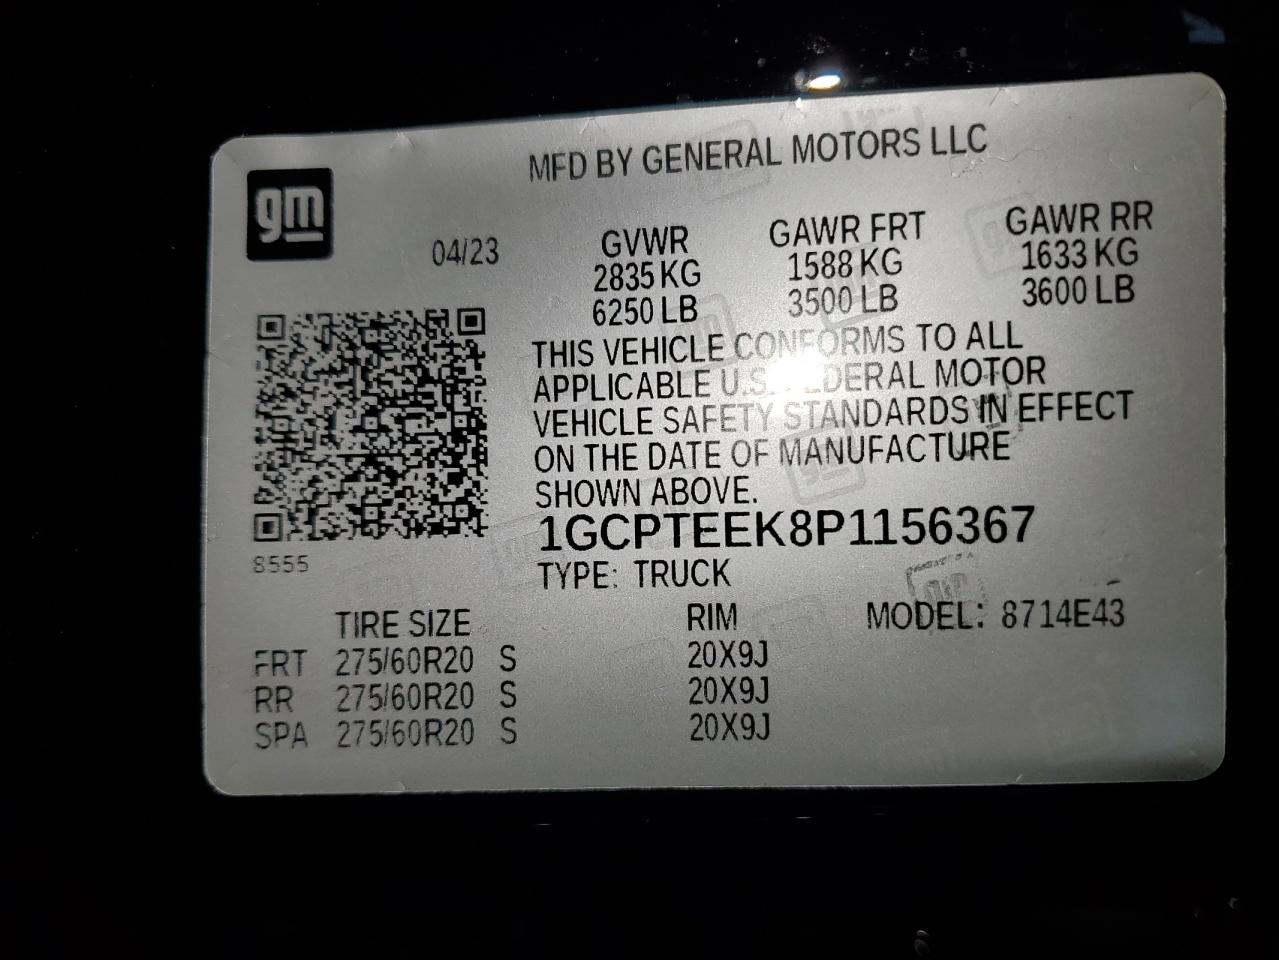 MFD BY GENERAL MOTORS LLC
gm
04/23
GVWR GAWR FRT GAWR RR
2835 KG 1588 KG 1633 KG
6250 LB 3500 LB 3600 LB
THIS VEHICLE CONFORMS TO ALL
APPLICABLE U.S. FEDERAL MOTOR
VEHICLE SAFETY STANDARDS IN EFFECT
ON THE DATE OF MANUFACTURE
SHOWN ABOVE.
1GCPTEEK8P1156367
8555
TYPE: TRUCK
TIRE SIZE RIM MODEL: 8714E43
FRT 275/60R20 S 20X9J
RR 275/60R20 S 20X9J
SPA 275/60R20 S 20X9J